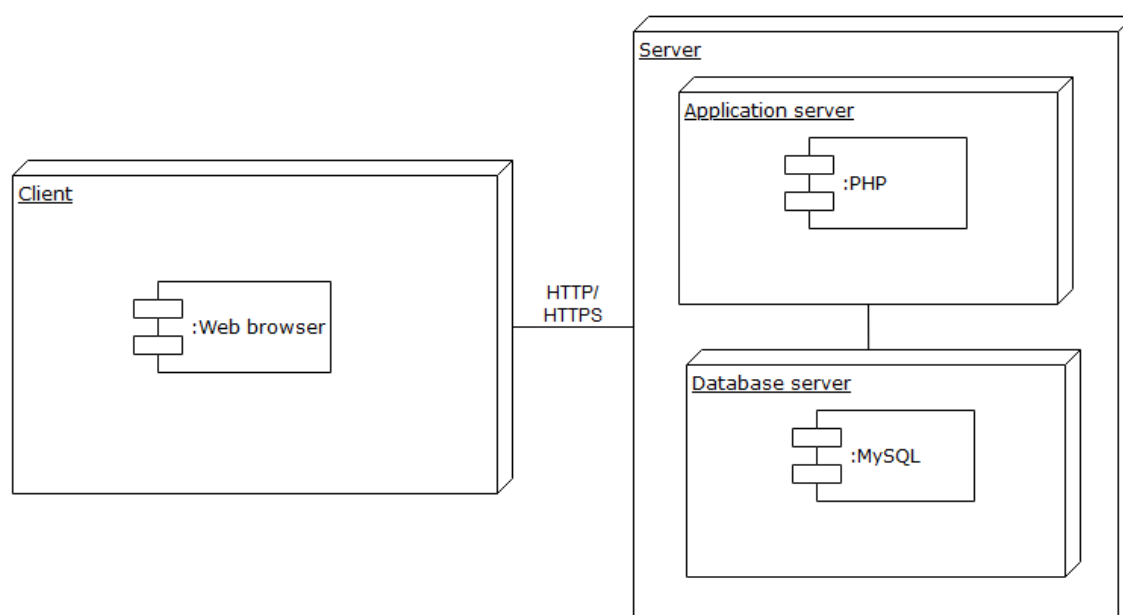 Server
Application server
:PHP
Client
:Web browser
HTTP/
HTTPS
Database server
:MySQL